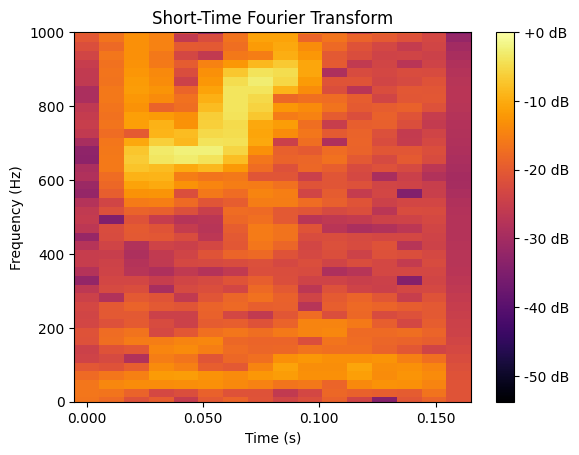 Short-Time Fourier Transform
1000
800
600
400
200
0
Frequency (Hz)
0.000
0.050
0.100
0.150
Time (s)
+0 dB
-10 dB
-20 dB
-30 dB
-40 dB
-50 dB